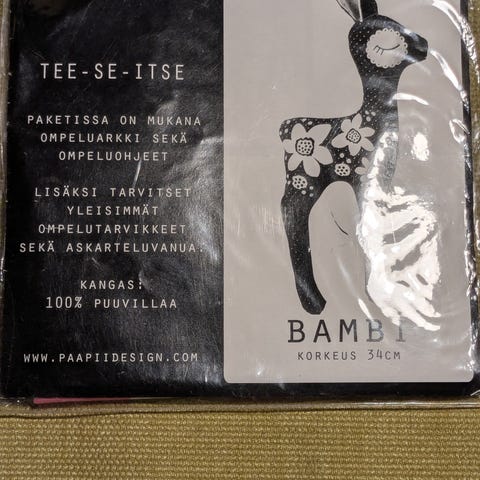 TEE-SE-ITSE
PAKETISSA ON MUKANA
OMPELUARKKI SEKÄ
OMPELUOHJEET
LISÄKSI TARVITSET
YLEISIMMÄT
OMPELUTARVIKKEET
SEKÄ ASKARTELUVANUA.
KANGAS:
100% PUUVILLAA
WWW.PAAPIIDESIGN.COM
BAMBI
KORKEUS 34CM